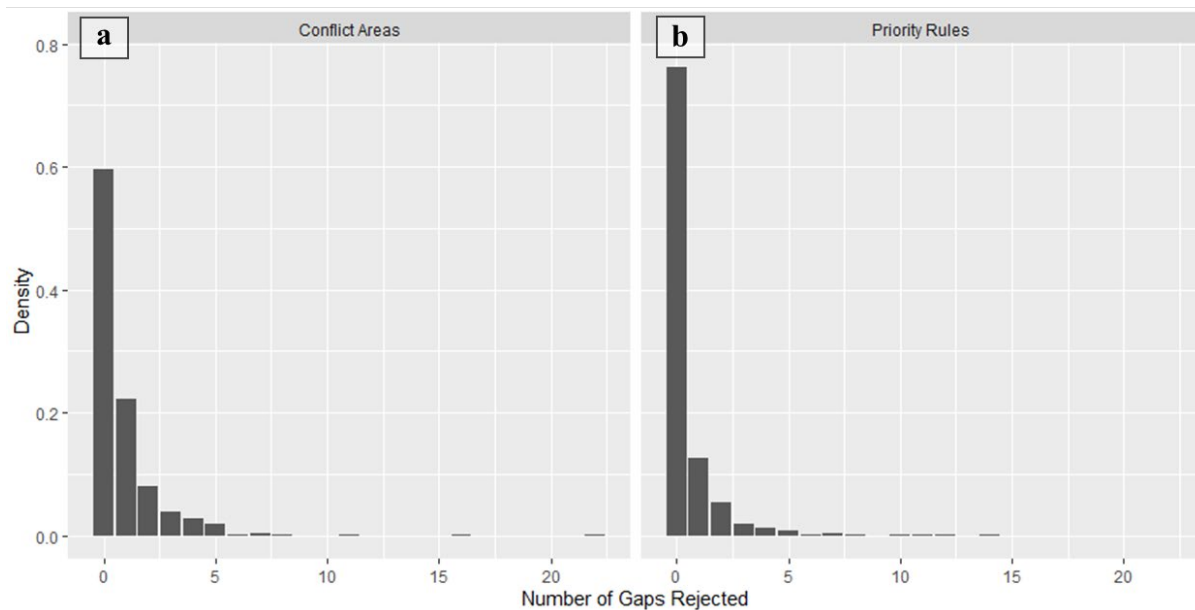 a
Conflict Areas
b
Priority Rules
Density
0.8
0.6
0.4
0.2
0.0
0 5 10 15 20
0 5 10 15 20
Number of Gaps Rejected